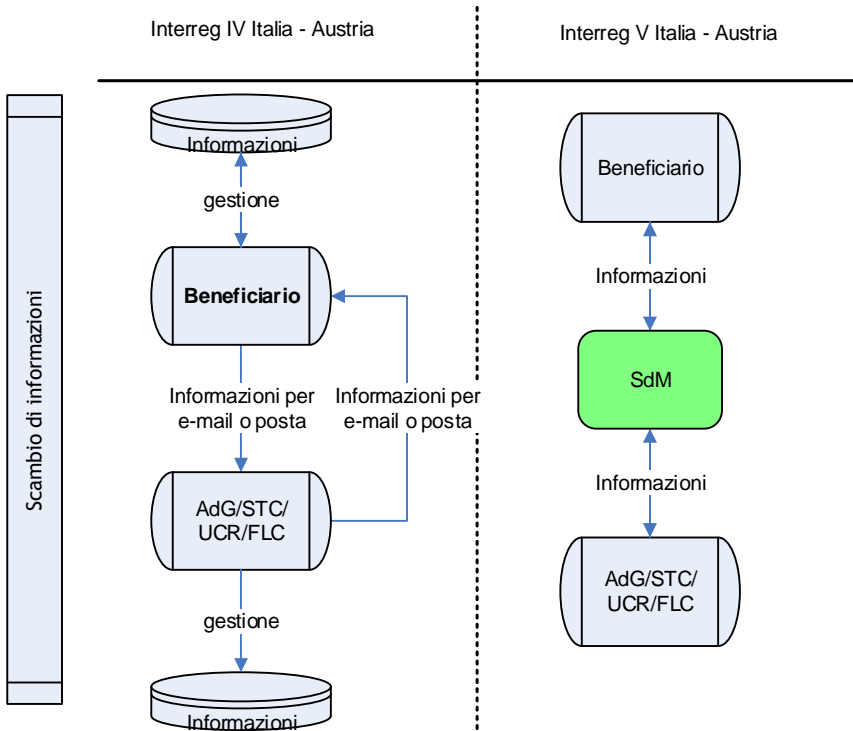 Interreg IV Italia - Austria
Interreg V Italia - Austria
Scambio di informazioni
Informazioni
gestione
Beneficiario
Informazioni per
e-mail o posta
Informazioni per
e-mail o posta
AdG/STC/
UCR/FLC
gestione
Informazioni
Beneficiario
Informazioni
SdM
Informazioni
AdG/STC/
UCR/FLC